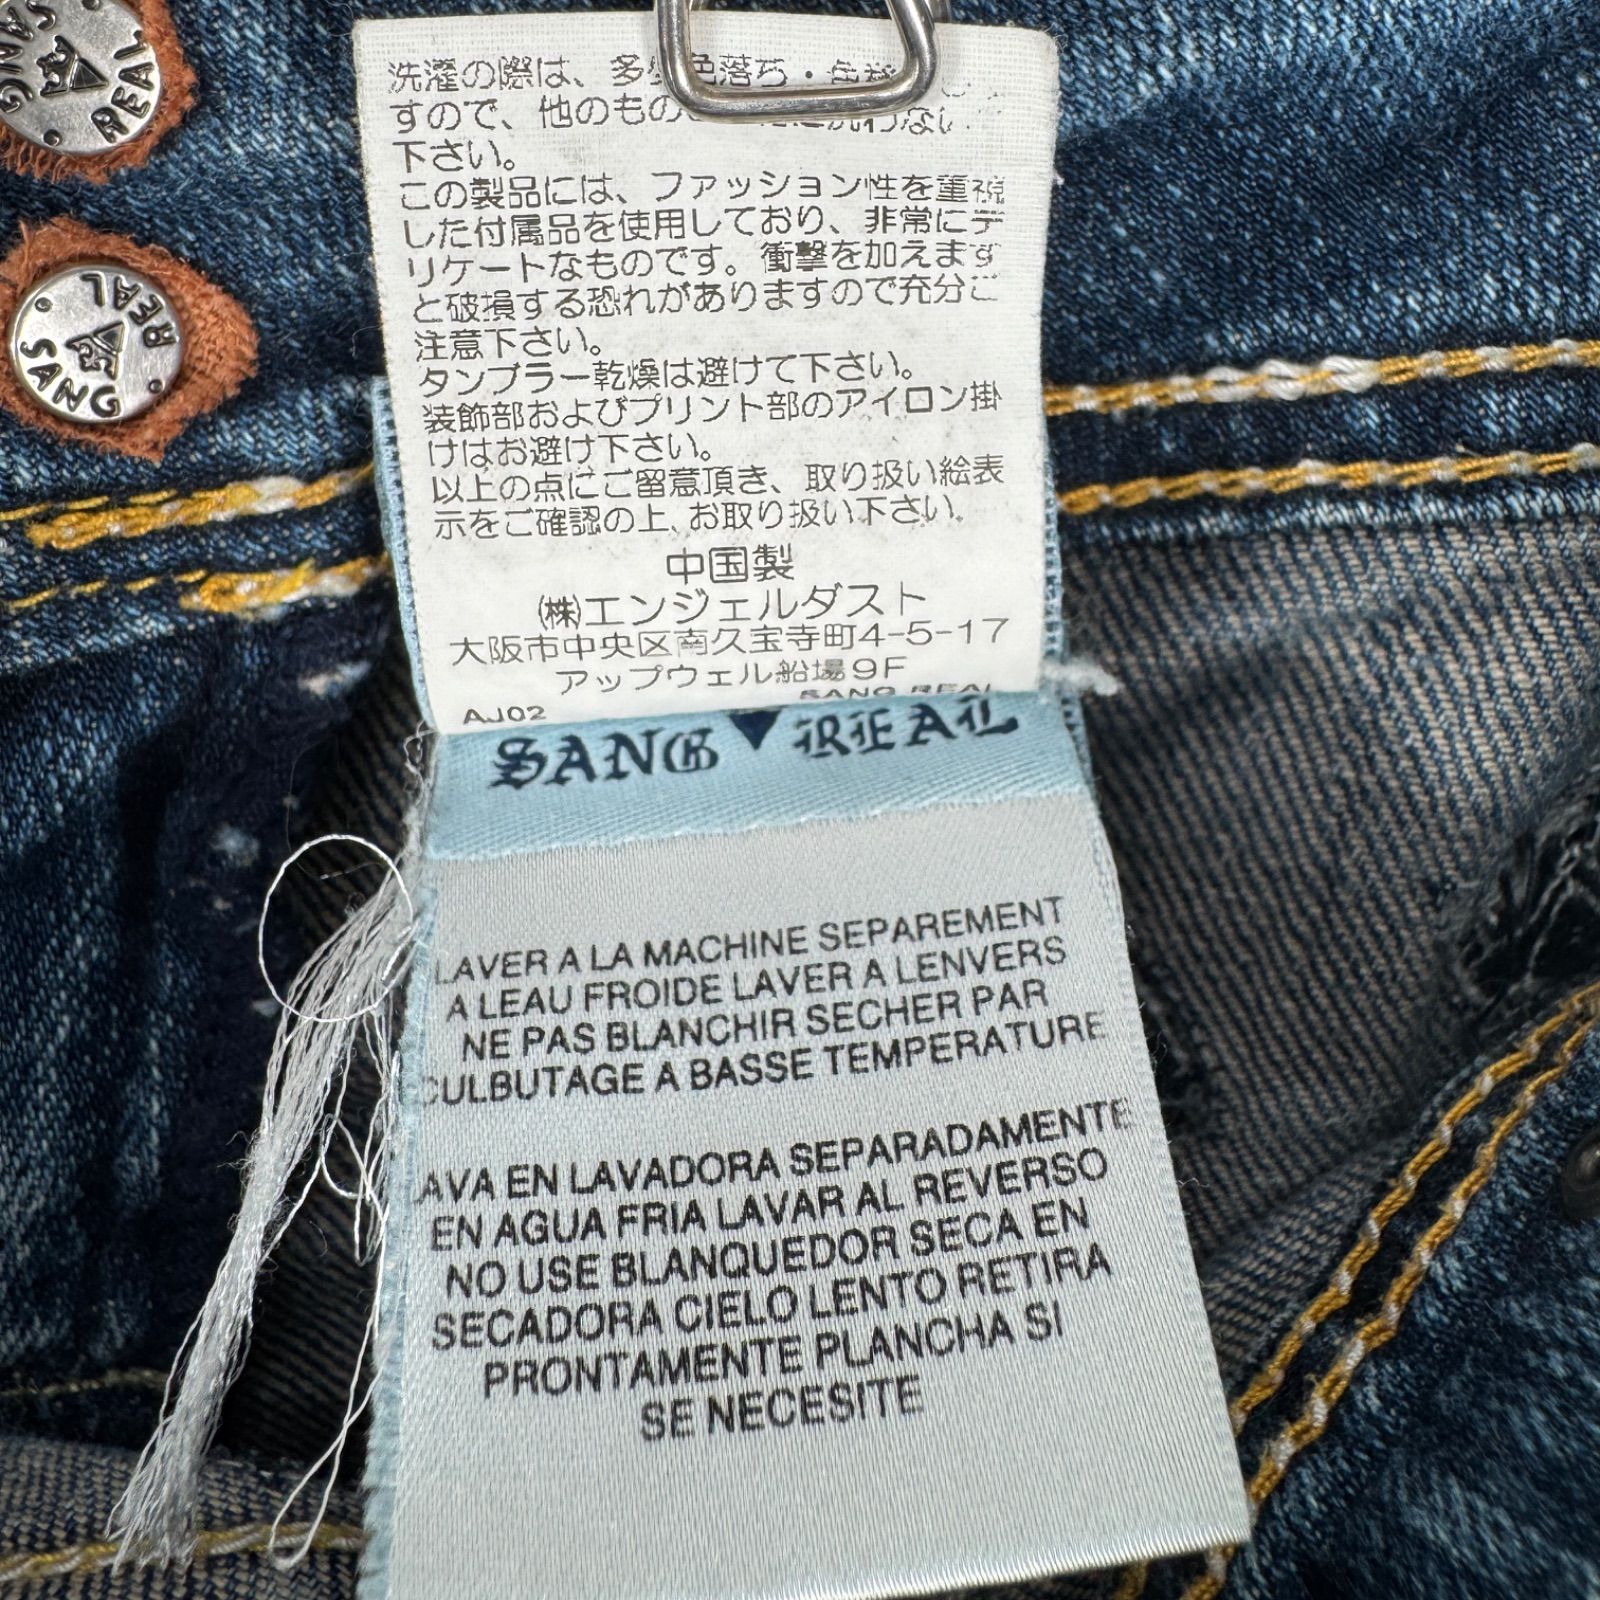 SANG REAL
SANG REAL
洗濯の際は、多少色落ち・色移
すので、他のもの わない
下さい。
この製品には、ファッション性を重視
した付属品を使用しており、非常にデ
リケートなものです。衝撃を加えます
と破損する恐れがありますので充分ご
注意下さい。
タンブラー乾燥は避けて下さい。
装飾部およびプリント部のアイロン掛
けはお避け下さい。
以上の点にご留意頂き、取り扱い絵表
示をご確認の上、お取り扱い下さい。
中国製
㈱エンジェルダスト
大阪市中央区南久宝寺町4-5-17
アップウェル船場9F
AJ02 SANG REAL
SANG REAL
LAVER A LA MACHINE SEPAREMENT
A LEAU FROIDE LAVER A LENVERS
NE PAS BLANCHIR SECHER PAR
CULBUTAGE A BASSE TEMPERATURE
AVA EN LAVADORA SEPARADAMENTE
EN AGUA FRIA LAVAR AL REVERSO
NO USE BLANQUEDOR SECA EN
SECADORA CIELO LENTO RETIRA
PRONTAMENTE PLANCHA SI
SE NECESITE